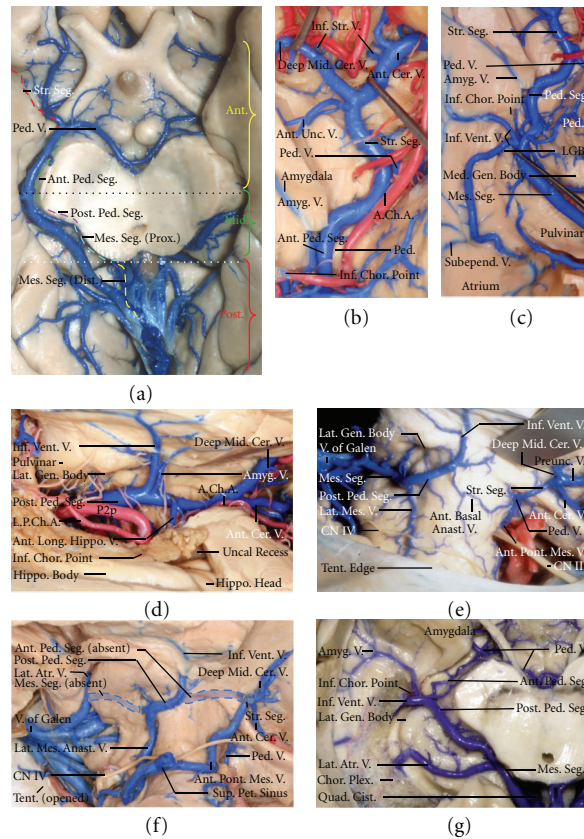 Str. Seg.
Ant.
Ped. V.
Ant. Ped. Seg.
Post. Ped. Seg.
Mes. Seg. (Prox.)
Mes. Seg. (Dist.)
Post.
(a)
Inf. Str. V.
Deep Mid. Cer. V.
Ant. Cer. V.
Ant. Unc. V.
Str. Seg.
Ped. V.
Amygdala
Amyg. V.
A.Ch.A.
Ant. Ped. Seg.
Ped.
Inf. Chor. Point
(b)
Str. Seg.
Ped. V.
Amyg. V.
Ped. Seg
Inf. Chor. Point
Ped.
Inf. Vent. V.
LGB
Med. Gen. Body
Mes. Seg.
Pulvinar
Subepend. V.
Atrium
(c)
Inf. Vent. V.
Deep Mid. Cer. V.
Pulvinar
Lat. Gen. Body
Amyg. V.
Post. Ped. Seg.
A.Ch.A.
P2p
L.P.Ch.A.
Ant. Cer. V.
Ant. Long. Hippo. V.
Inf. Chor. Point
Uncal Recess
Hippo. Body
Hippo. Head
(d)
Inf. Vent. V.
Lat. Gen. Body
Deep Mid. Cer. V.
V. of Galen
Preunc. V.
Mes. Seg.
Str. Seg.
Post. Ped. Seg.
Lat. Mes. V.
Ant. Basal
Anast. V.
Ant. Cer. V.
Ped. V.
CN IV
Ant. Pont. Mes. V.
CN II
Tent. Edge
(e)
Ant. Ped. Seg. (absent)
Post. Ped. Seg.
Inf. Vent. V.
Lat. Atr. V.
Deep Mid. Cer. V.
Mes. Seg. (absent)
V. of Galen
Str. Seg.
Ant. Cer. V.
Lat. Mes. Anast. V.
Ped. V.
CN IV
Ant. Pont. Mes. V.
Tent. (opened)
Sup. Pet. Sinus
(f)
Amygdala
Amyg. V.
Ped. V.
Ant. Ped. Seg
Inf. Chor. Point
Inf. Vent. V.
Post. Ped. Seg
Lat. Gen. Body
Lat. Atr. V.
Mes. Seg.
Chor. Plex.
Quad. Cist.
(g)